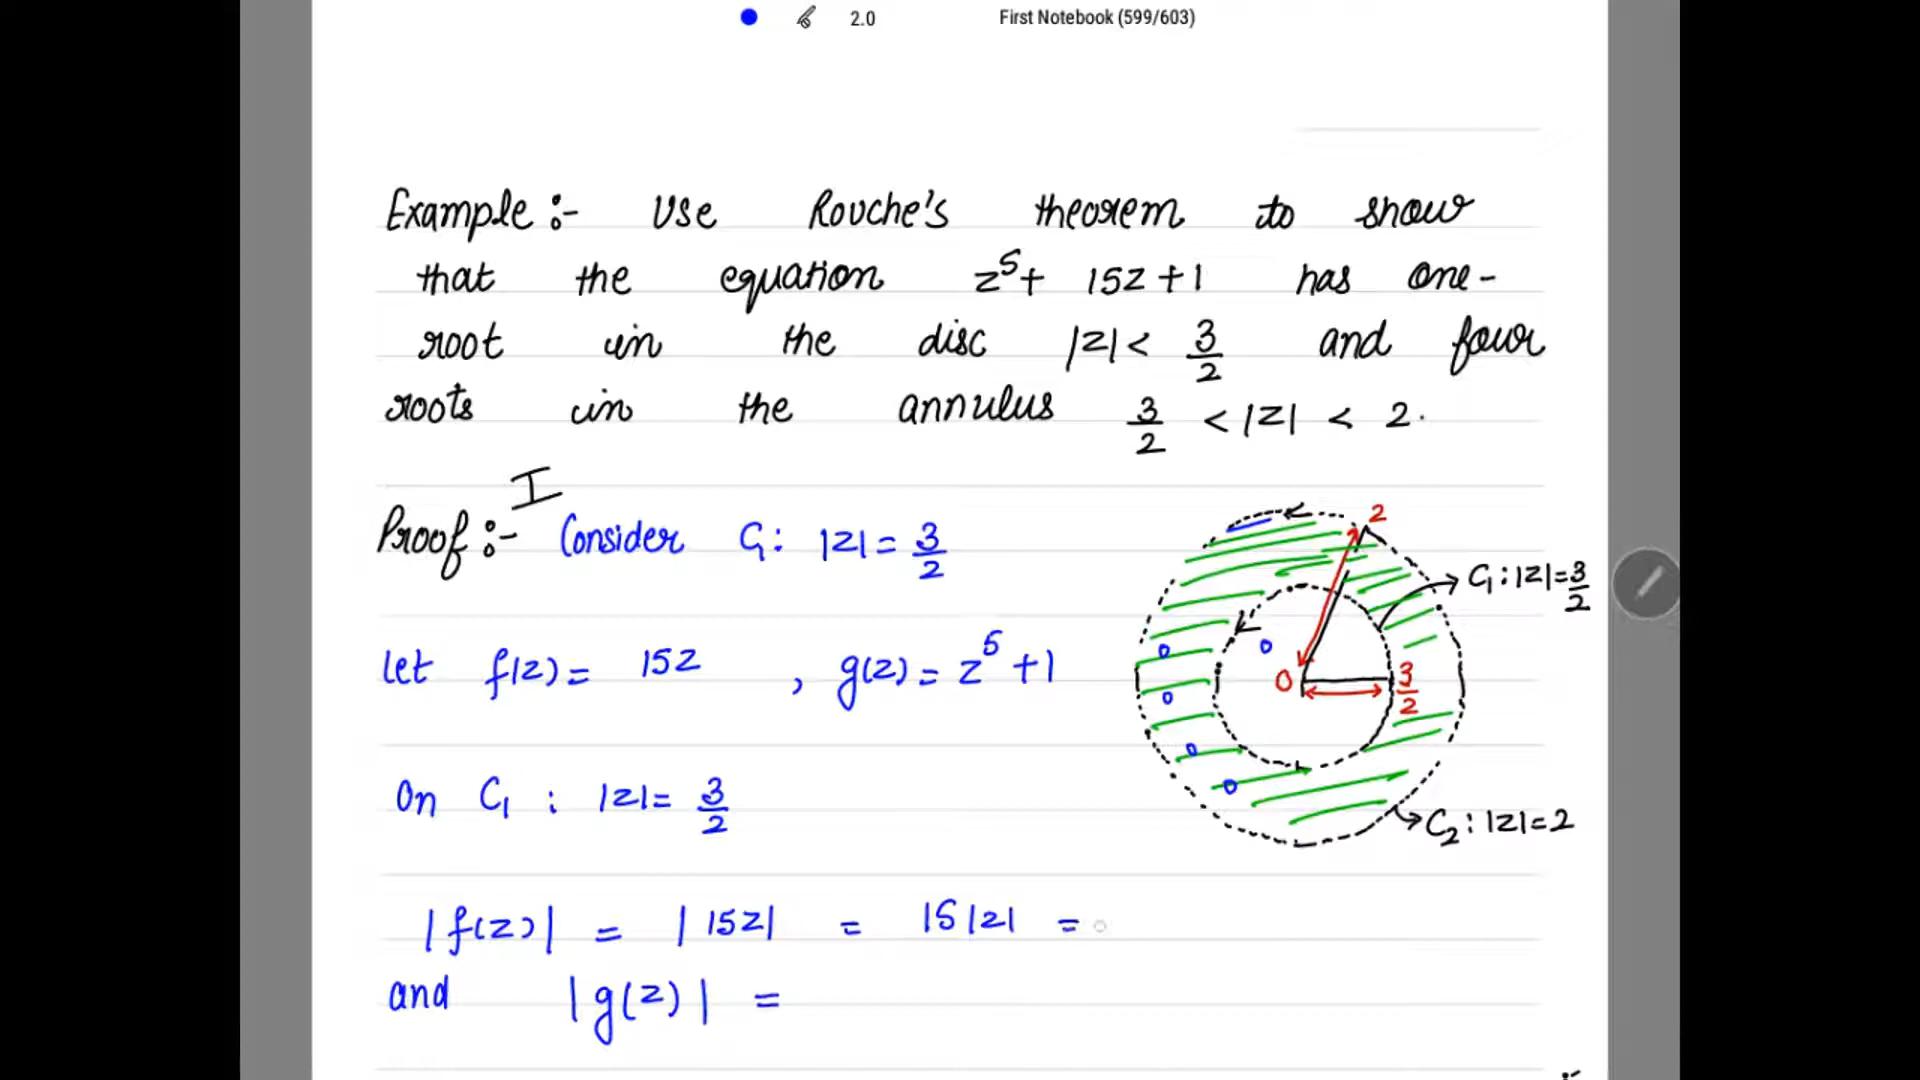 2.0 First Notebook (599/603)
Example :- Use Rouche's theorem to show
that the equation z⁵ + 15z + 1 has one-
root in the disc |z| < 3/2 and four
roots in the annulus 3/2 < |z| < 2.
I
Proof :- Consider C₁ : |z| = 3/2
let f(z) = 15z , g(z) = z⁵ + 1
On C₁ : |z| = 3/2
|f(z)| = |15z| = 15|z| =
and |g(z)| =
2
C₁ : |z| = 3/2
0
3/2
C₂ : |z| = 2